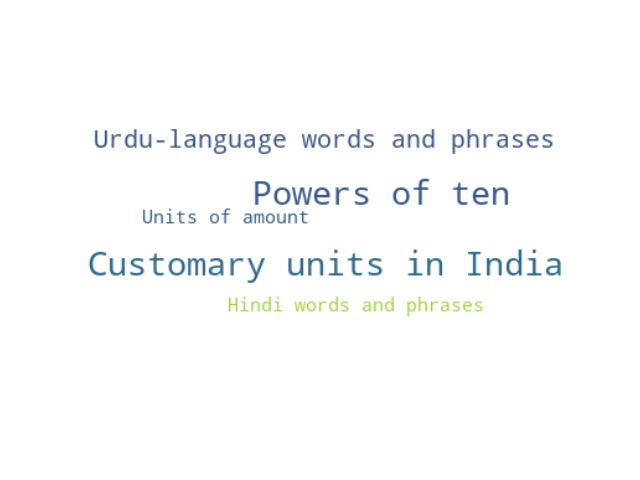 Urdu-language words and phrases
Powers of ten
Units of amount
Customary units in India
Hindi words and phrases